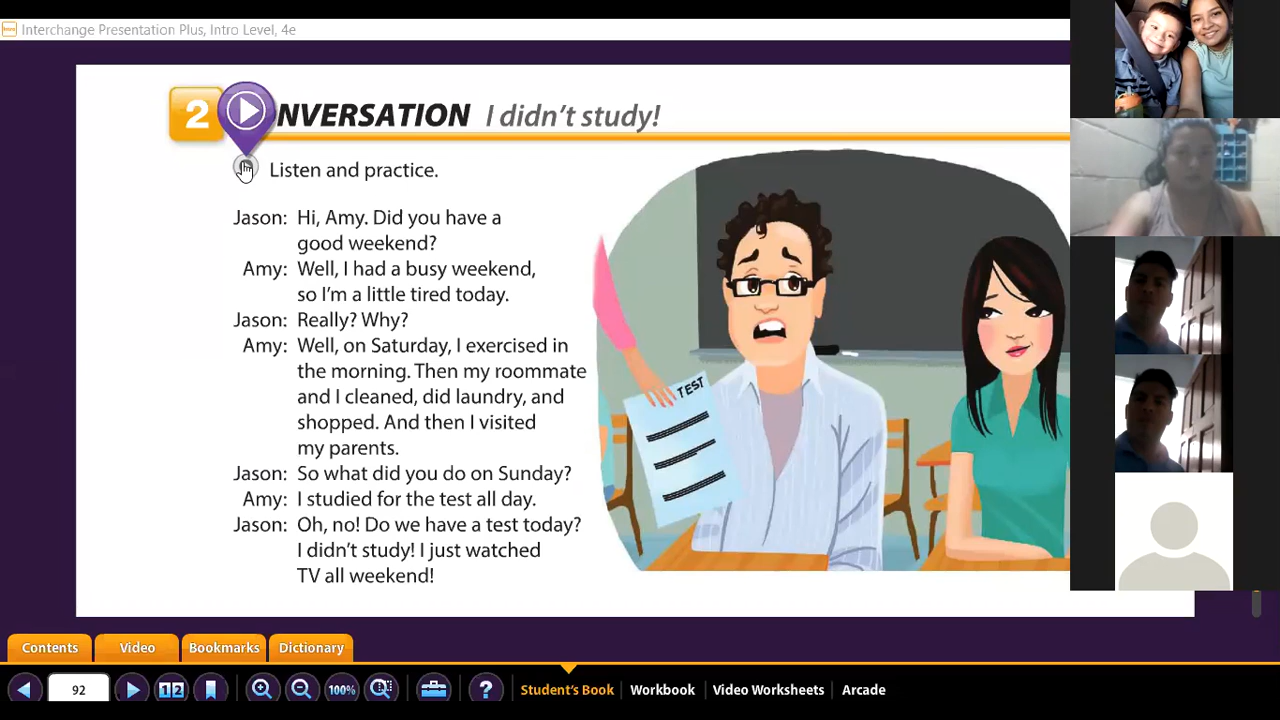 Interchange Presentation Plus, Intro Level, 4e
2 NVERSATION I didn't study!
Listen and practice.
Jason: Hi, Amy. Did you have a
good weekend?
Amy: Well, I had a busy weekend,
so I'm a little tired today.
Jason: Really? Why?
Amy: Well, on Saturday, I exercised in
the morning. Then my roommate
and I cleaned, did laundry, and
shopped. And then I visited
my parents.
Jason: So what did you do on Sunday?
Amy: I studied for the test all day.
Jason: Oh, no! Do we have a test today?
I didn't study! I just watched
TV all weekend!
TEST
Contents Video Bookmarks Dictionary
92 12 100% ? Student's Book Workbook Video Worksheets Arcade